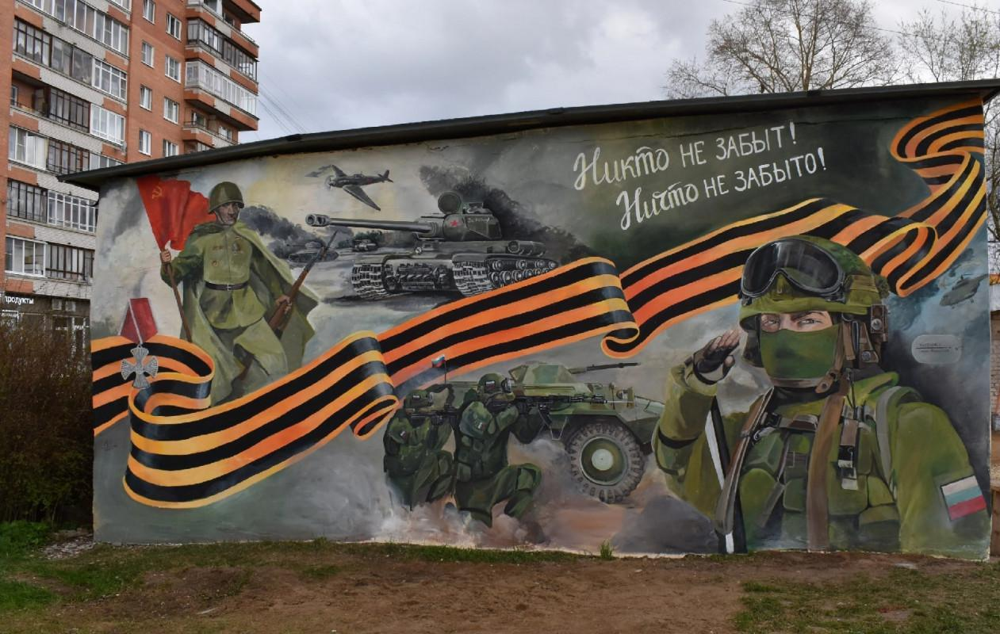 Никто не забыт!
Ничто не забыто!
продукты